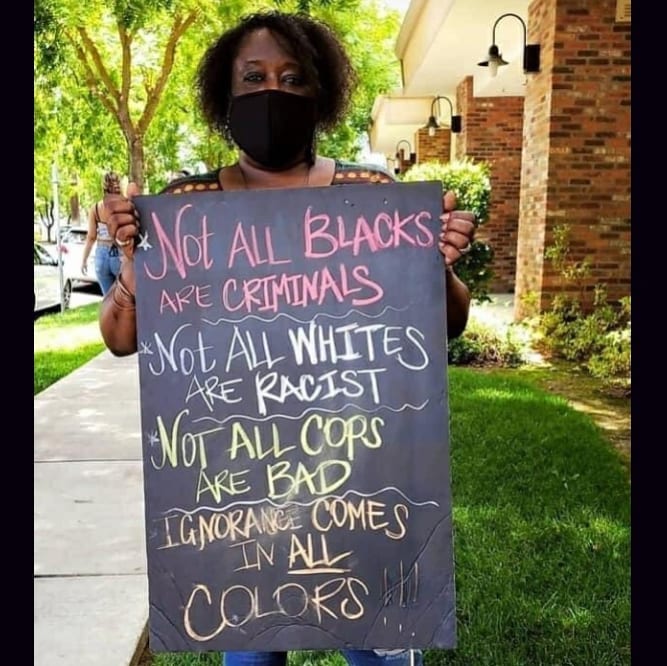 * Not All BLACKS
ARE CRIMINALS
* Not All WHITES
ARE RACIST
* NOT ALL COPS
ARE BAD
IGNORANCE COMES
IN ALL
COLORS!!!